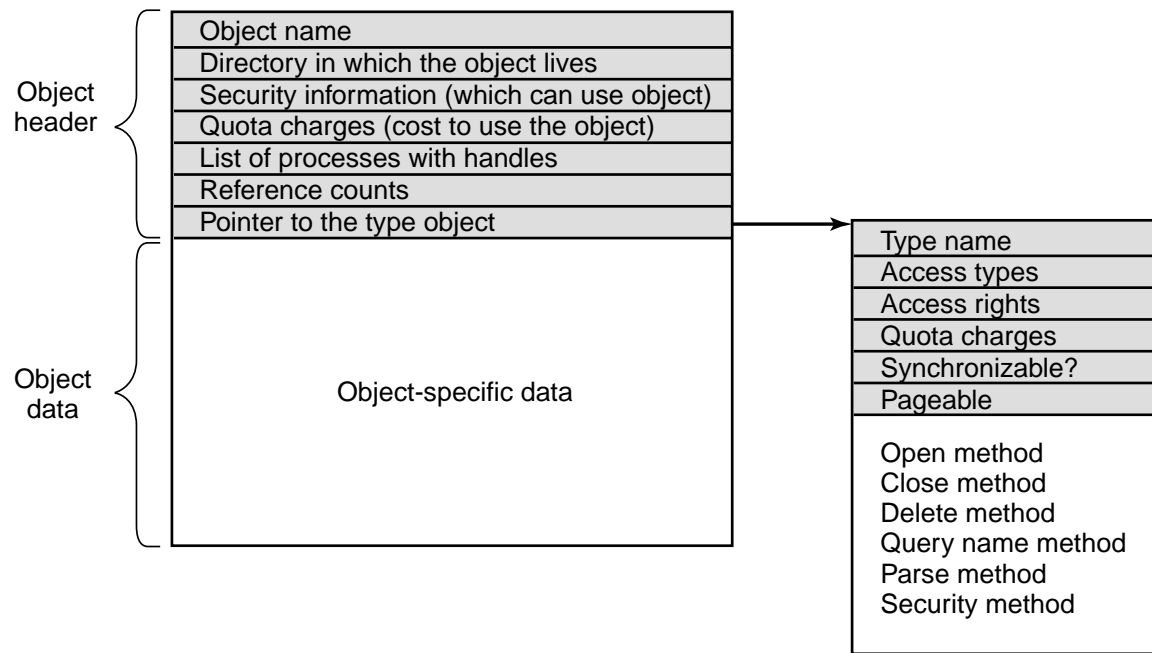 Object
header
Object name
Directory in which the object lives
Security information (which can use object)
Quota charges (cost to use the object)
List of processes with handles
Reference counts
Pointer to the type object
Object
data
Object-specific data
Type name
Access types
Access rights
Quota charges
Synchronizable?
Pageable
Open method
Close method
Delete method
Query name method
Parse method
Security method